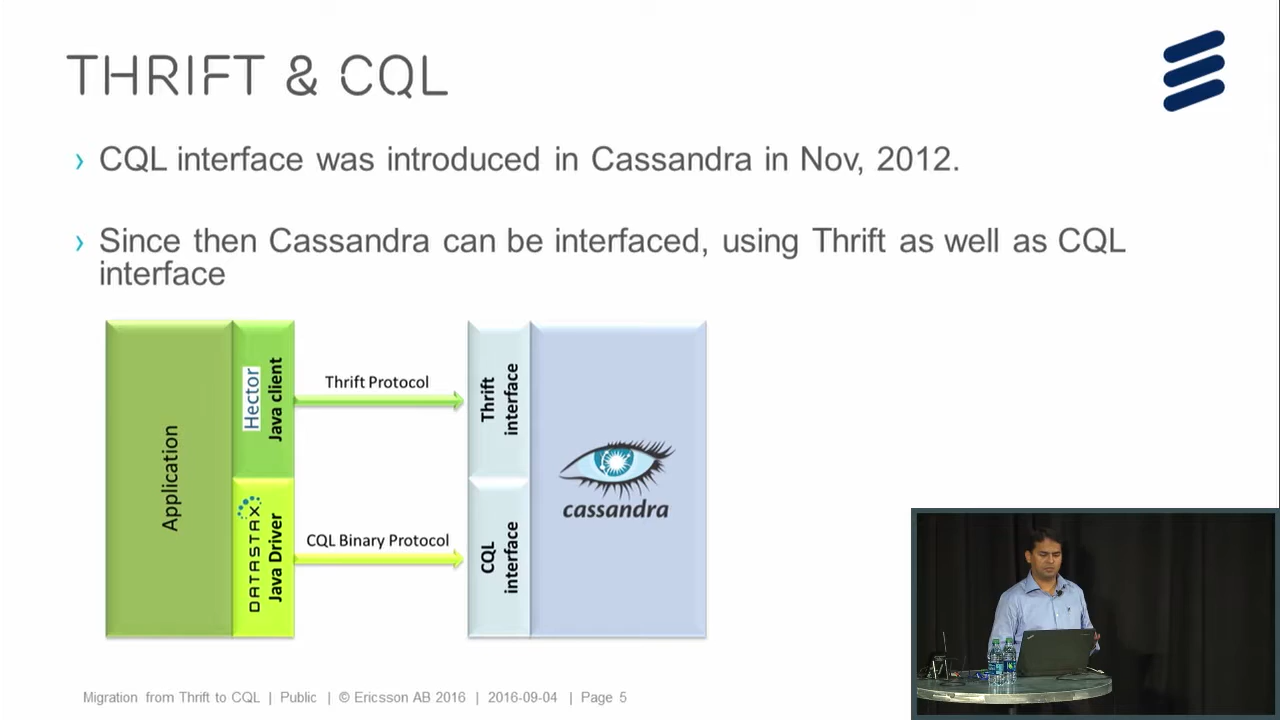 THRIFT & CQL
› CQL interface was introduced in Cassandra in Nov, 2012.
› Since then Cassandra can be interfaced, using Thrift as well as CQL
interface
Application
Hector
Java client
DATASTAX
Java Driver
Thrift Protocol
CQL Binary Protocol
Thrift
interface
CQL
interface
cassandra
Migration from Thrift to CQL | Public | © Ericsson AB 2016 | 2016-09-04 | Page 5